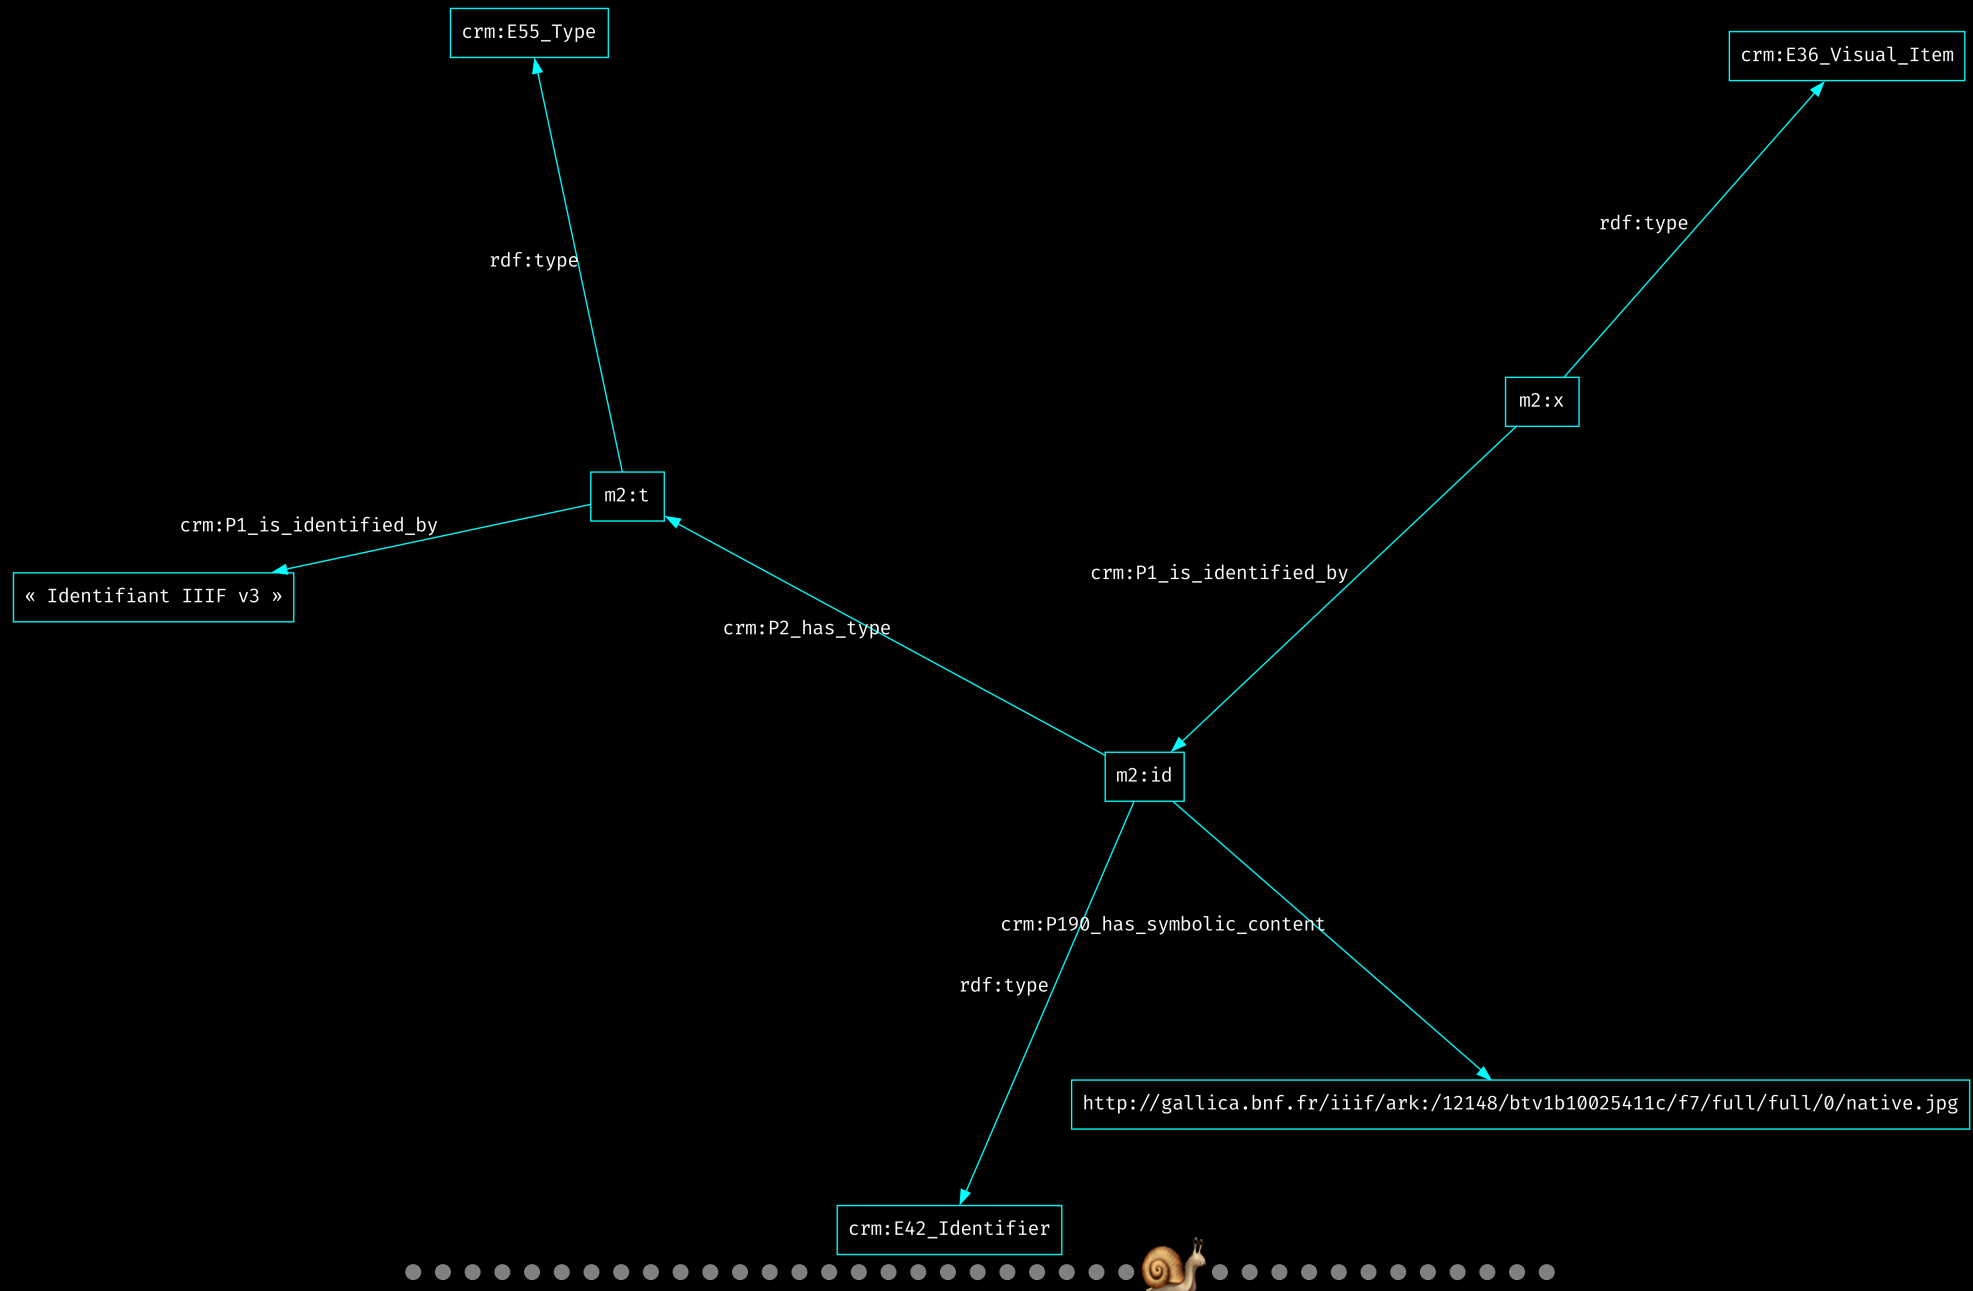 crm:E55_Type
crm:E36_Visual_Item
rdf:type
rdf:type
m2:x
m2:t
crm:P1_is_identified_by
« Identifiant IIIF v3 »
crm:P1_is_identified_by
crm:P2_has_type
m2:id
crm:P190_has_symbolic_content
rdf:type
http://gallica.bnf.fr/iiif/ark:/12148/btv1b10025411c/f7/full/full/0/native.jpg
crm:E42_Identifier